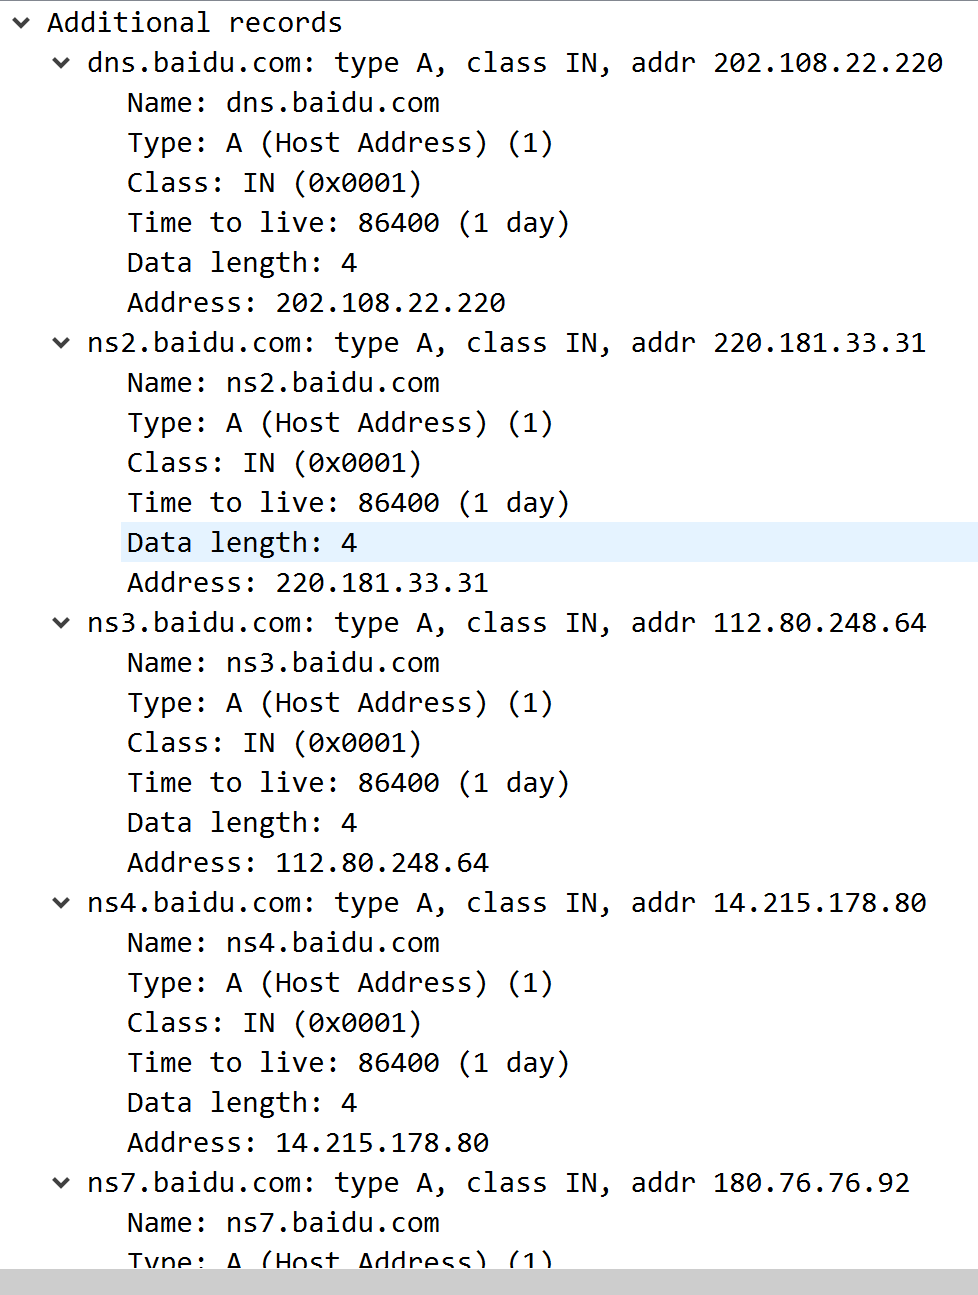 Additional records
dns.baidu.com: type A, class IN, addr 202.108.22.220
Name: dns.baidu.com
Type: A (Host Address) (1)
Class: IN (0x0001)
Time to live: 86400 (1 day)
Data length: 4
Address: 202.108.22.220
ns2.baidu.com: type A, class IN, addr 220.181.33.31
Name: ns2.baidu.com
Type: A (Host Address) (1)
Class: IN (0x0001)
Time to live: 86400 (1 day)
Data length: 4
Address: 220.181.33.31
ns3.baidu.com: type A, class IN, addr 112.80.248.64
Name: ns3.baidu.com
Type: A (Host Address) (1)
Class: IN (0x0001)
Time to live: 86400 (1 day)
Data length: 4
Address: 112.80.248.64
ns4.baidu.com: type A, class IN, addr 14.215.178.80
Name: ns4.baidu.com
Type: A (Host Address) (1)
Class: IN (0x0001)
Time to live: 86400 (1 day)
Data length: 4
Address: 14.215.178.80
ns7.baidu.com: type A, class IN, addr 180.76.76.92
Name: ns7.baidu.com
Type: A (Host Address) (1)